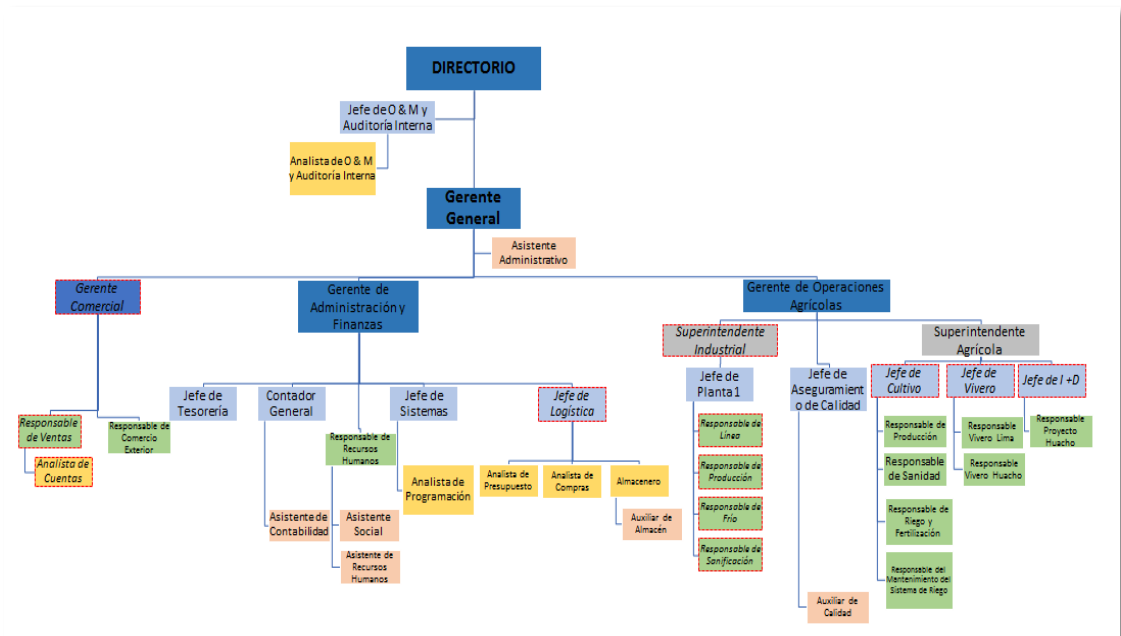 DIRECTORIO
Jefe de O & M y
Auditoría Interna
Analista de O & M
y Auditoría Interna
Gerente
General
Asistente
Administrativo
Gerente
Comercial
Gerente de
Administración y
Finanzas
Gerente de Operaciones
Agrícolas
Superintendente
Industrial
Superintendente
Agrícola
Jefe de
Tesorería
Contador
General
Jefe de
Sistemas
Jefe de
Logística
Jefe de
Planta 1
Jefe de
Aseguramient
o de Calidad
Jefe de
Cultivo
Jefe de
Vivero
Jefe de I +D
Responsable
de Ventas
Responsable de
Comercio
Exterior
Analista de
Cuentas
Responsable de
Recursos
Humanos
Analista de
Programación
Analista de
Presupuesto
Analista de
Compras
Almacenero
Asistente de
Contabilidad
Asistente
Social
Auxiliar de
Almacén
Asistente de
Recursos
Humanos
Responsable de
Línea
Responsable de
Producción
Responsable de
Frío
Responsable de
Sanificación
Auxiliar de
Calidad
Responsable de
Producción
Responsable
de Sanidad
Responsable de
Riego y
Fertilización
Responsable del
Mantenimiento del
Sistema de Riego
Responsable
Vivero Lima
Responsable
Vivero Huacho
Responsable
Proyecto
Huacho